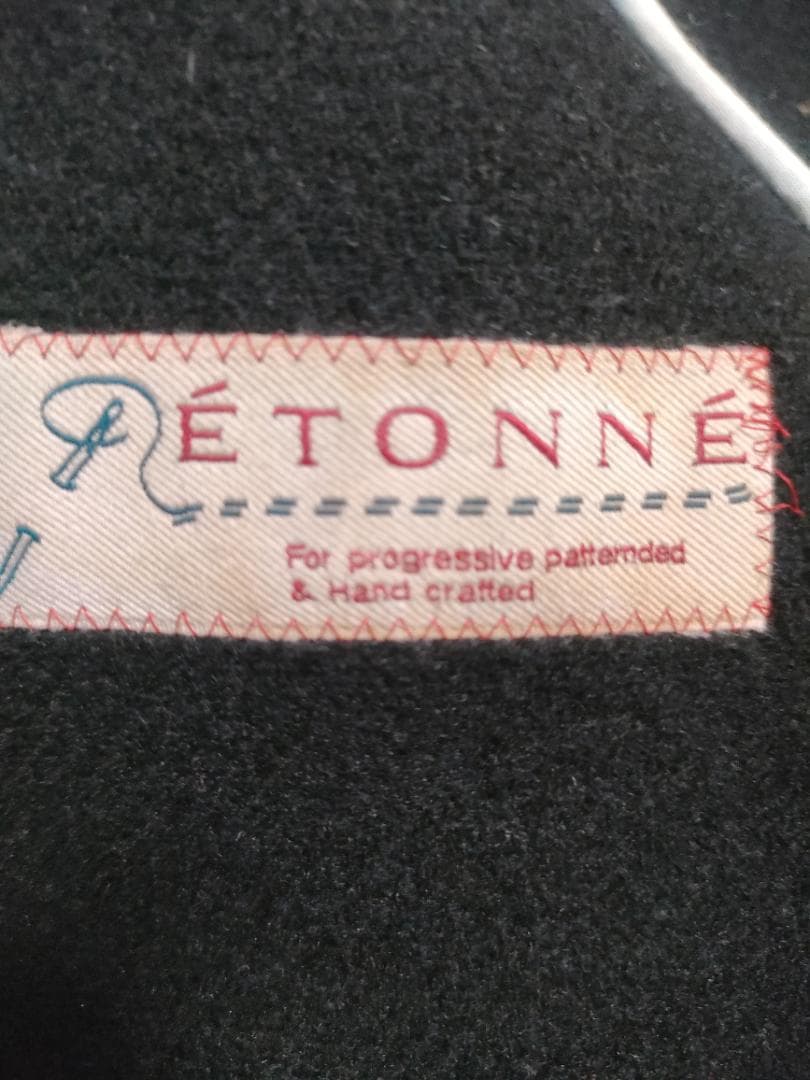 RÉTONNÉ
For progressive patternded
& Hand crafted